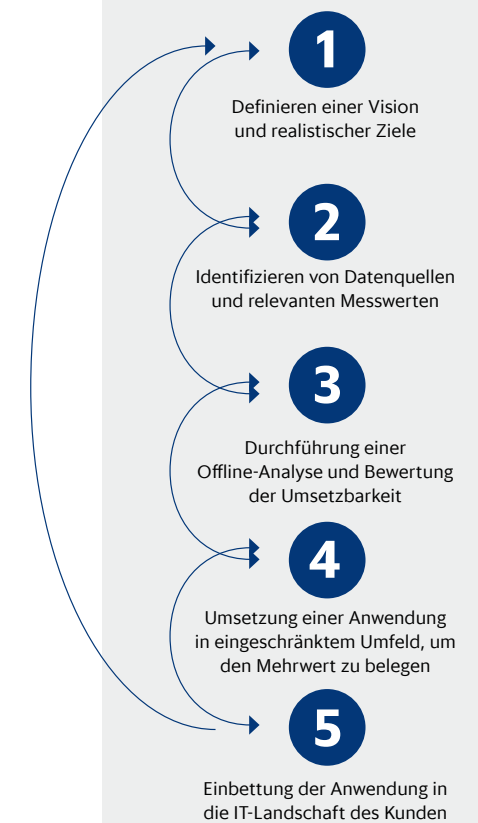 1
Definieren einer Vision
und realistischer Ziele
2
Identifizieren von Datenquellen
und relevanten Messwerten
3
Durchführung einer
Offline-Analyse und Bewertung
der Umsetzbarkeit
4
Umsetzung einer Anwendung
in eingeschränktem Umfeld, um
den Mehrwert zu belegen
5
Einbettung der Anwendung in
die IT-Landschaft des Kunden